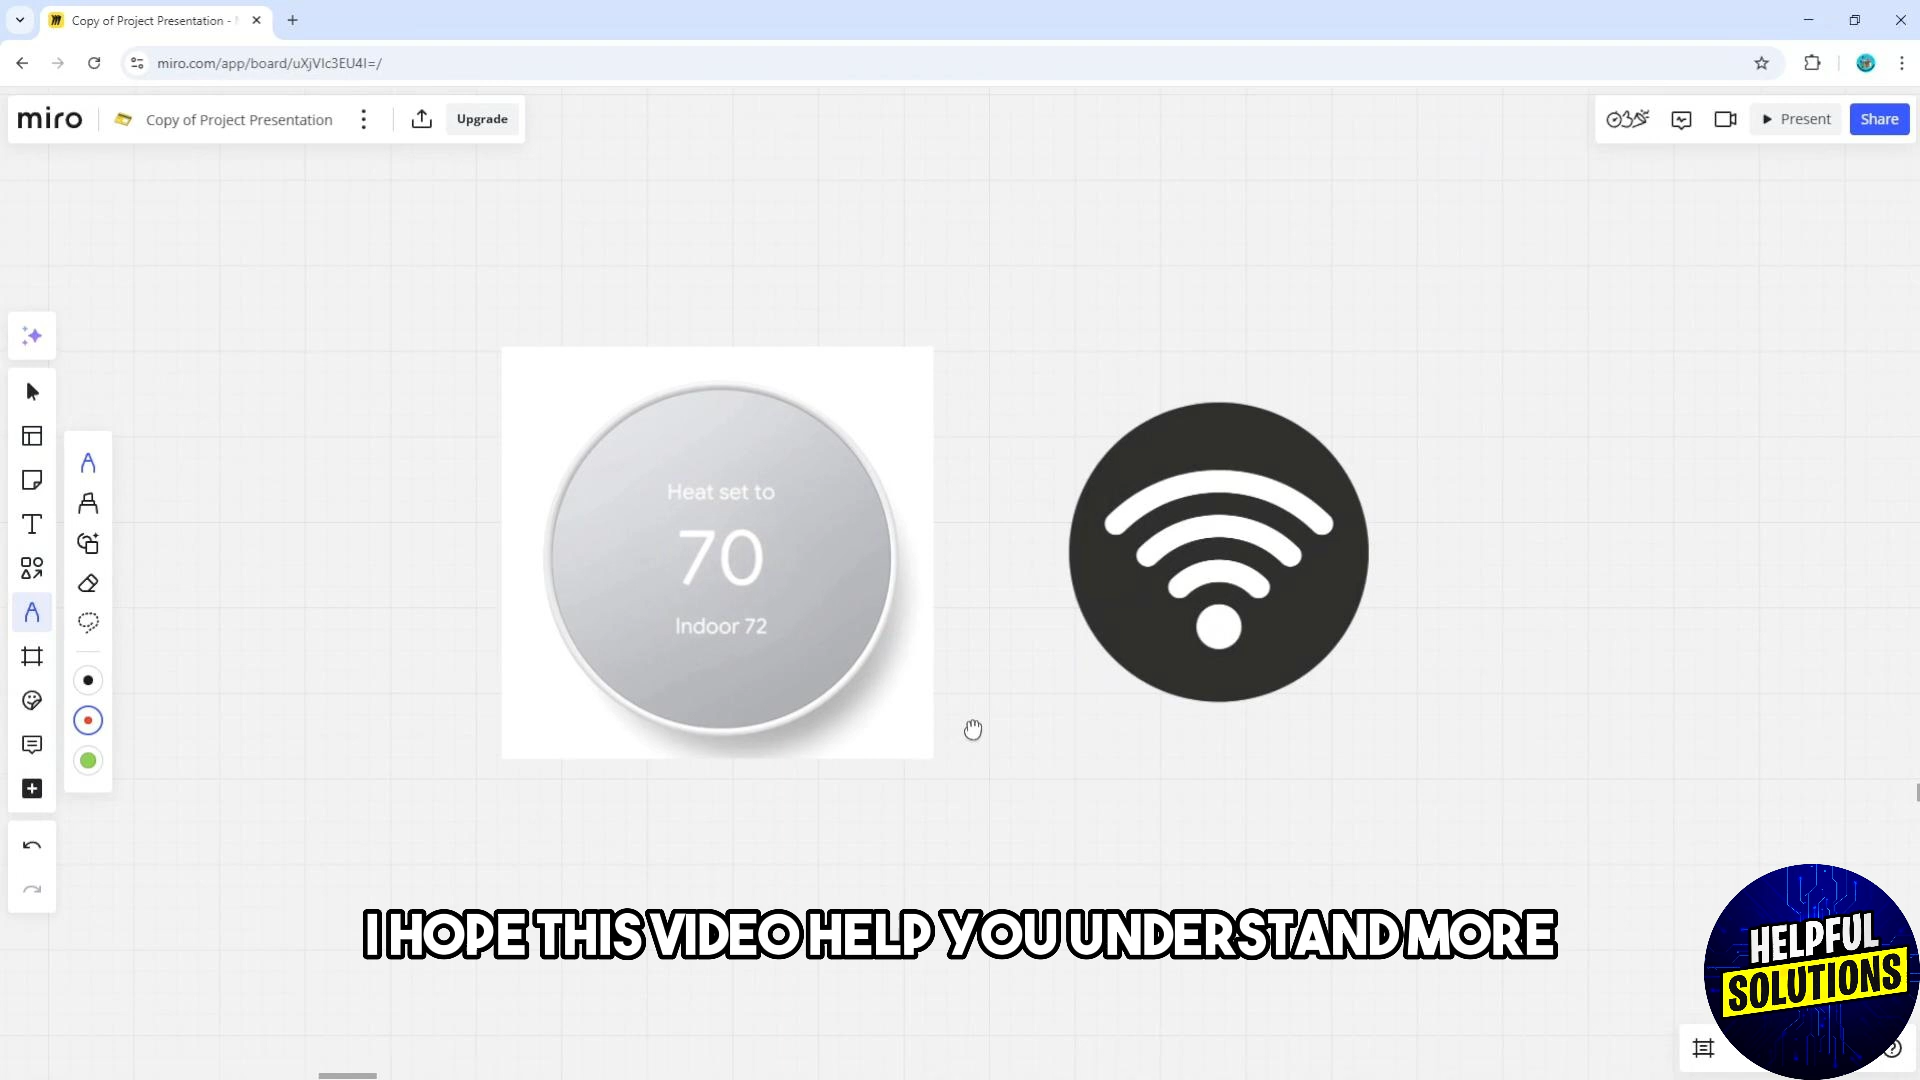 Copy of Project Presentation -
miro.com/app/board/uXjVIc3EU4I=/
miro
Copy of Project Presentation
Upgrade
Present
Share
Heat set to
70
Indoor 72
I HOPE THIS VIDEO HELP YOU UNDERSTAND MORE
HELPFUL
SOLUTIONS